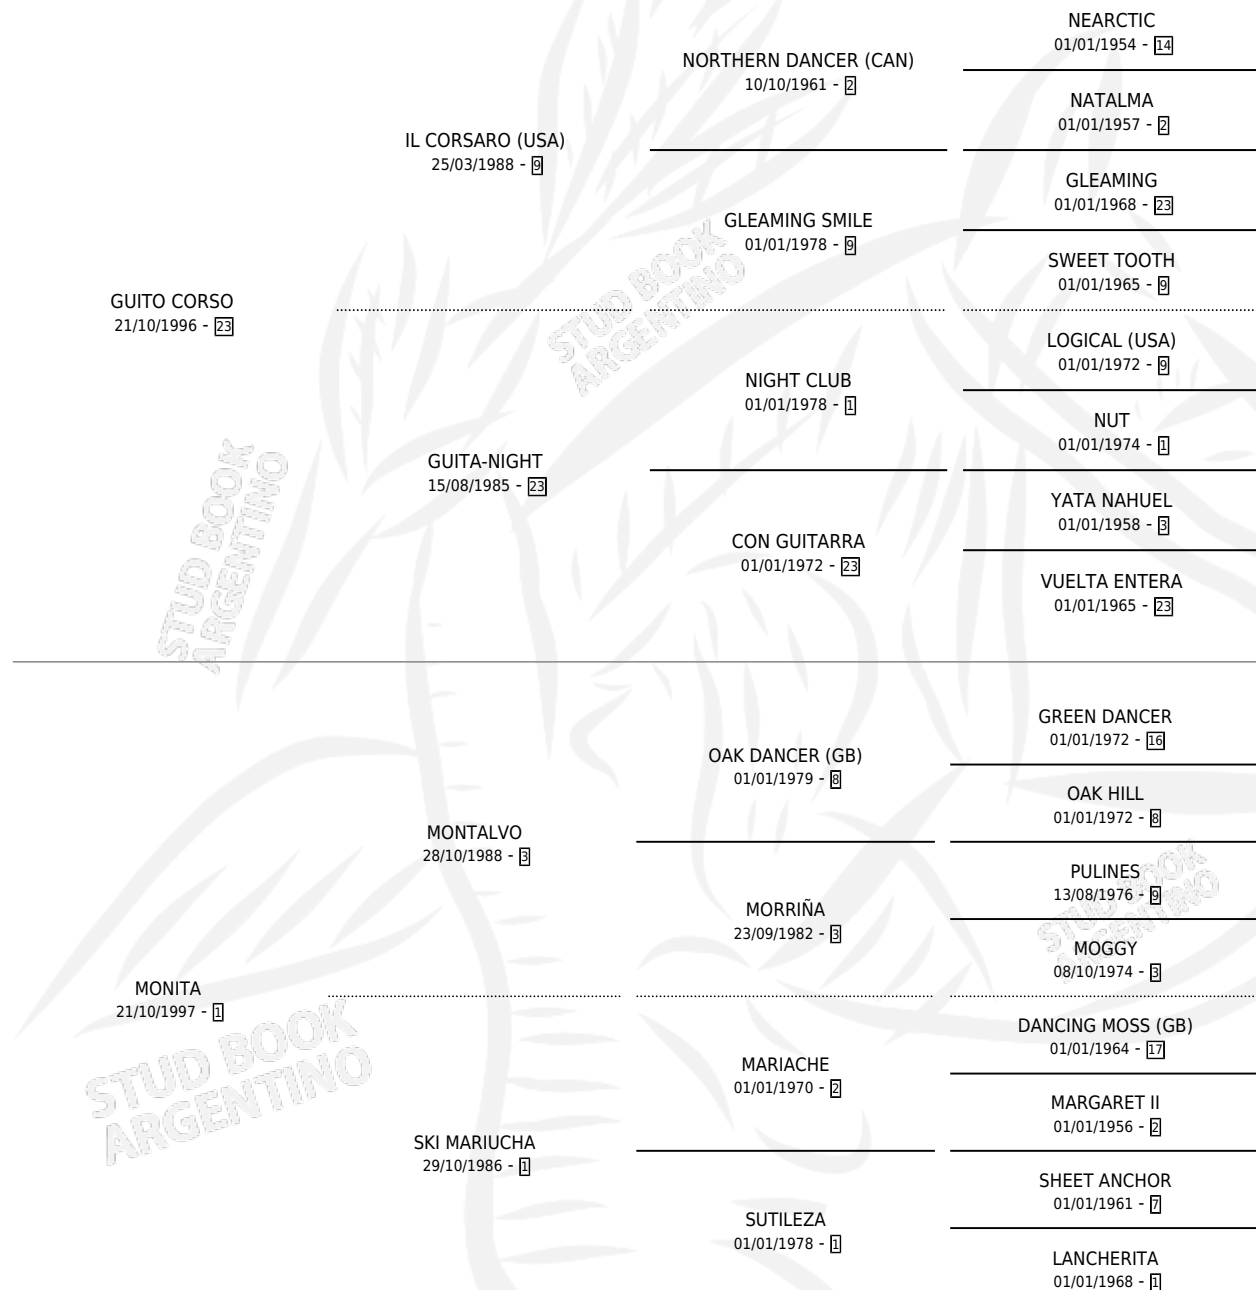 NEARCTIC
01/01/1954 - 14
NORTHERN DANCER (CAN)
10/10/1961 - 2
NATALMA
01/01/1957 - 2
IL CORSARO (USA)
25/03/1988 - 9
GLEAMING
01/01/1968 - 23
GLEAMING SMILE
01/01/1978 - 9
SWEET TOOTH
01/01/1965 - 9
GUITO CORSO
21/10/1996 - 23
LOGICAL (USA)
01/01/1972 - 9
NIGHT CLUB
01/01/1978 - 1
NUT
01/01/1974 - 1
GUITA-NIGHT
15/08/1985 - 23
YATA NAHUEL
01/01/1958 - 3
CON GUITARRA
01/01/1972 - 23
VUELTA ENTERA
01/01/1965 - 23
GREEN DANCER
01/01/1972 - 16
OAK DANCER (GB)
01/01/1979 - 8
OAK HILL
01/01/1972 - 8
MONTALVO
28/10/1988 - 3
PULINES
13/08/1976 - 9
MORRIÑA
23/09/1982 - 3
MOGGY
08/10/1974 - 3
MONITA
21/10/1997 - 1
DANCING MOSS (GB)
01/01/1964 - 17
MARIACHE
01/01/1970 - 2
MARGARET II
01/01/1956 - 2
SKI MARIUCHA
29/10/1986 - 1
SHEET ANCHOR
01/01/1961 - 7
SUTILEZA
01/01/1978 - 1
LANCHERITA
01/01/1968 - 1
STUD BOOK
ARGENTINO
STUD BOOK
ARGENTINO
STUD BOOK
ARGENTINO
STUD BOOK
ARGENTINO